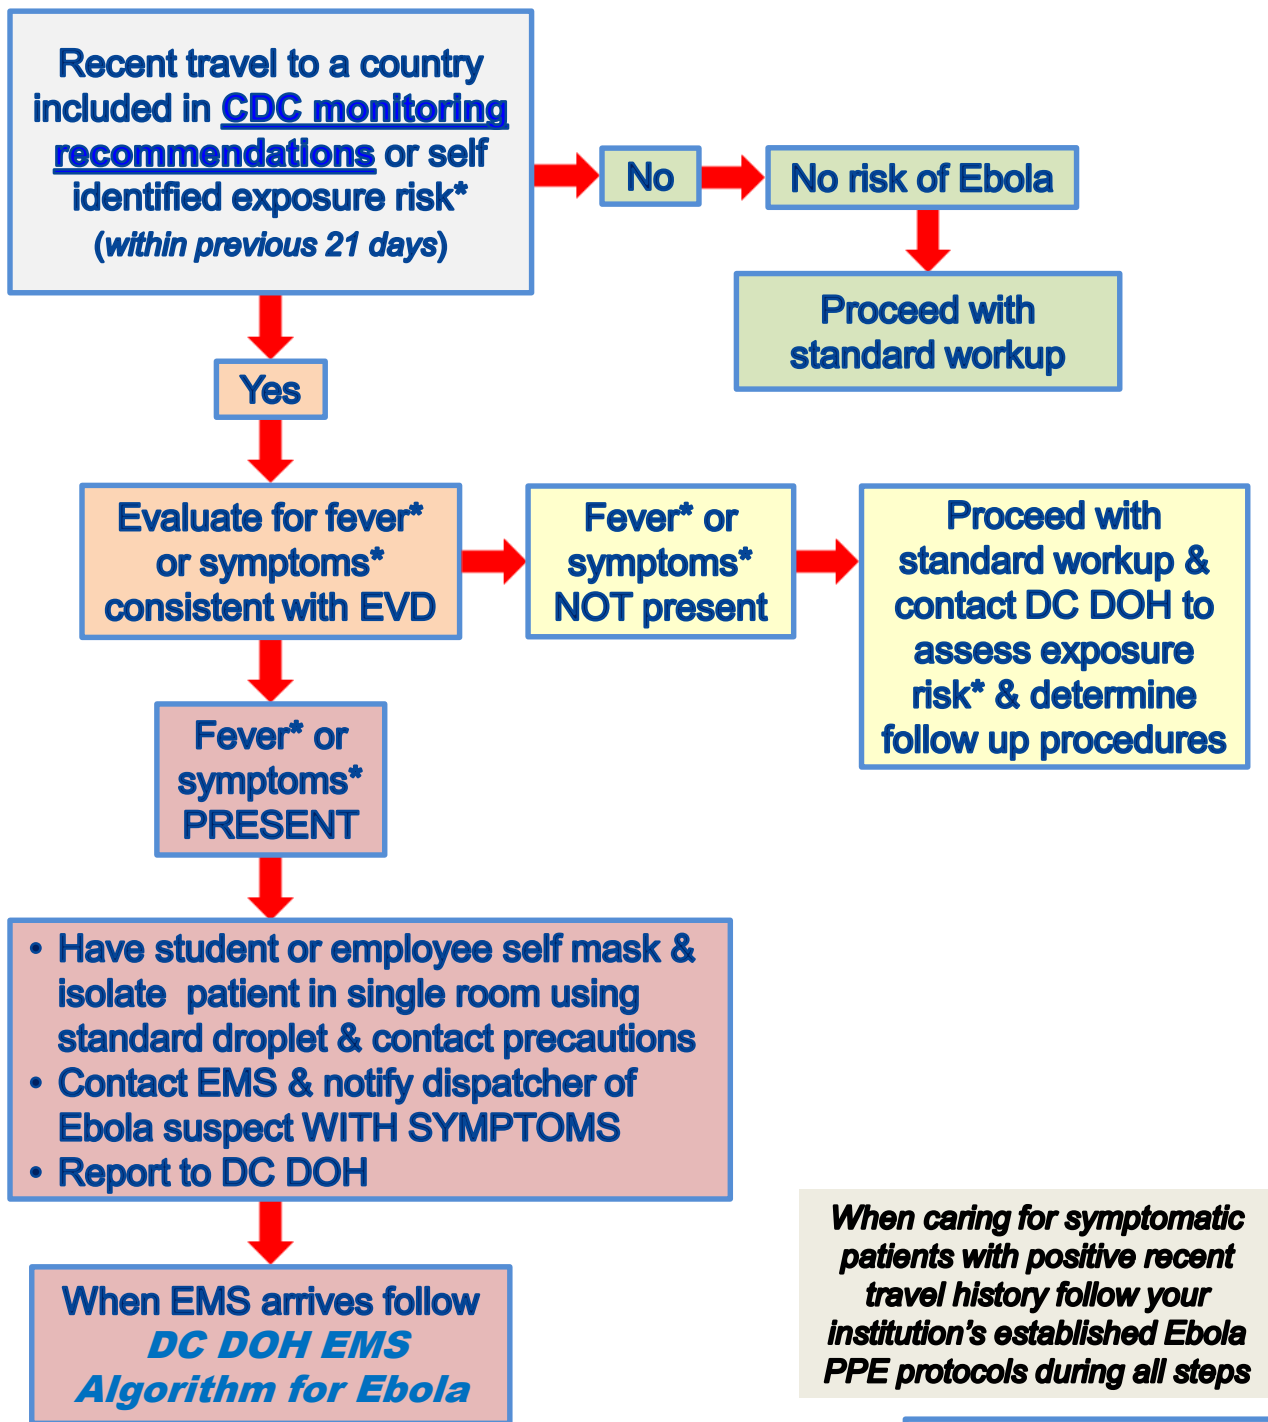 Recent travel to a country
included in CDC monitoring
recommendations or self
identified exposure risk*
(within previous 21 days)
No
No risk of Ebola
Proceed with
standard workup
Yes
Evaluate for fever*
or symptoms*
consistent with EVD
Fever* or
symptoms*
NOT present
Proceed with
standard workup &
contact DC DOH to
assess exposure
risk* & determine
follow up procedures
Fever* or
symptoms*
PRESENT
• Have student or employee self mask &
isolate patient in single room using
standard droplet & contact precautions
• Contact EMS & notify dispatcher of
Ebola suspect WITH SYMPTOMS
• Report to DC DOH
When EMS arrives follow
DC DOH EMS
Algorithm for Ebola
When caring for symptomatic
patients with positive recent
travel history follow your
institution's established Ebola
PPE protocols during all steps